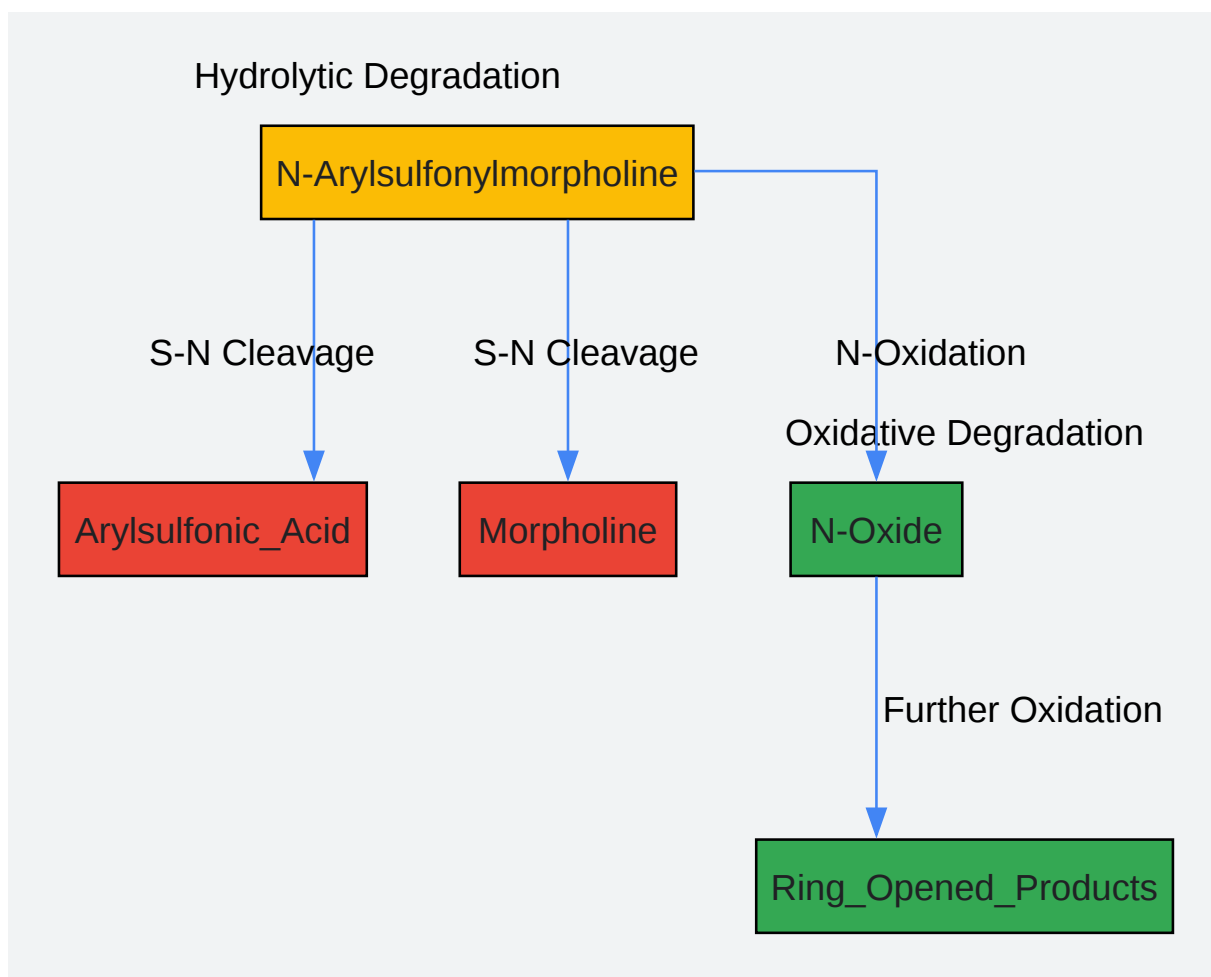 Hydrolytic Degradation
N-Arylsulfonylmorpholine
S-N Cleavage
S-N Cleavage
N-Oxidation
Oxidative Degradation
Arylsulfonic_Acid
Morpholine
N-Oxide
Further Oxidation
Ring_Opened_Products